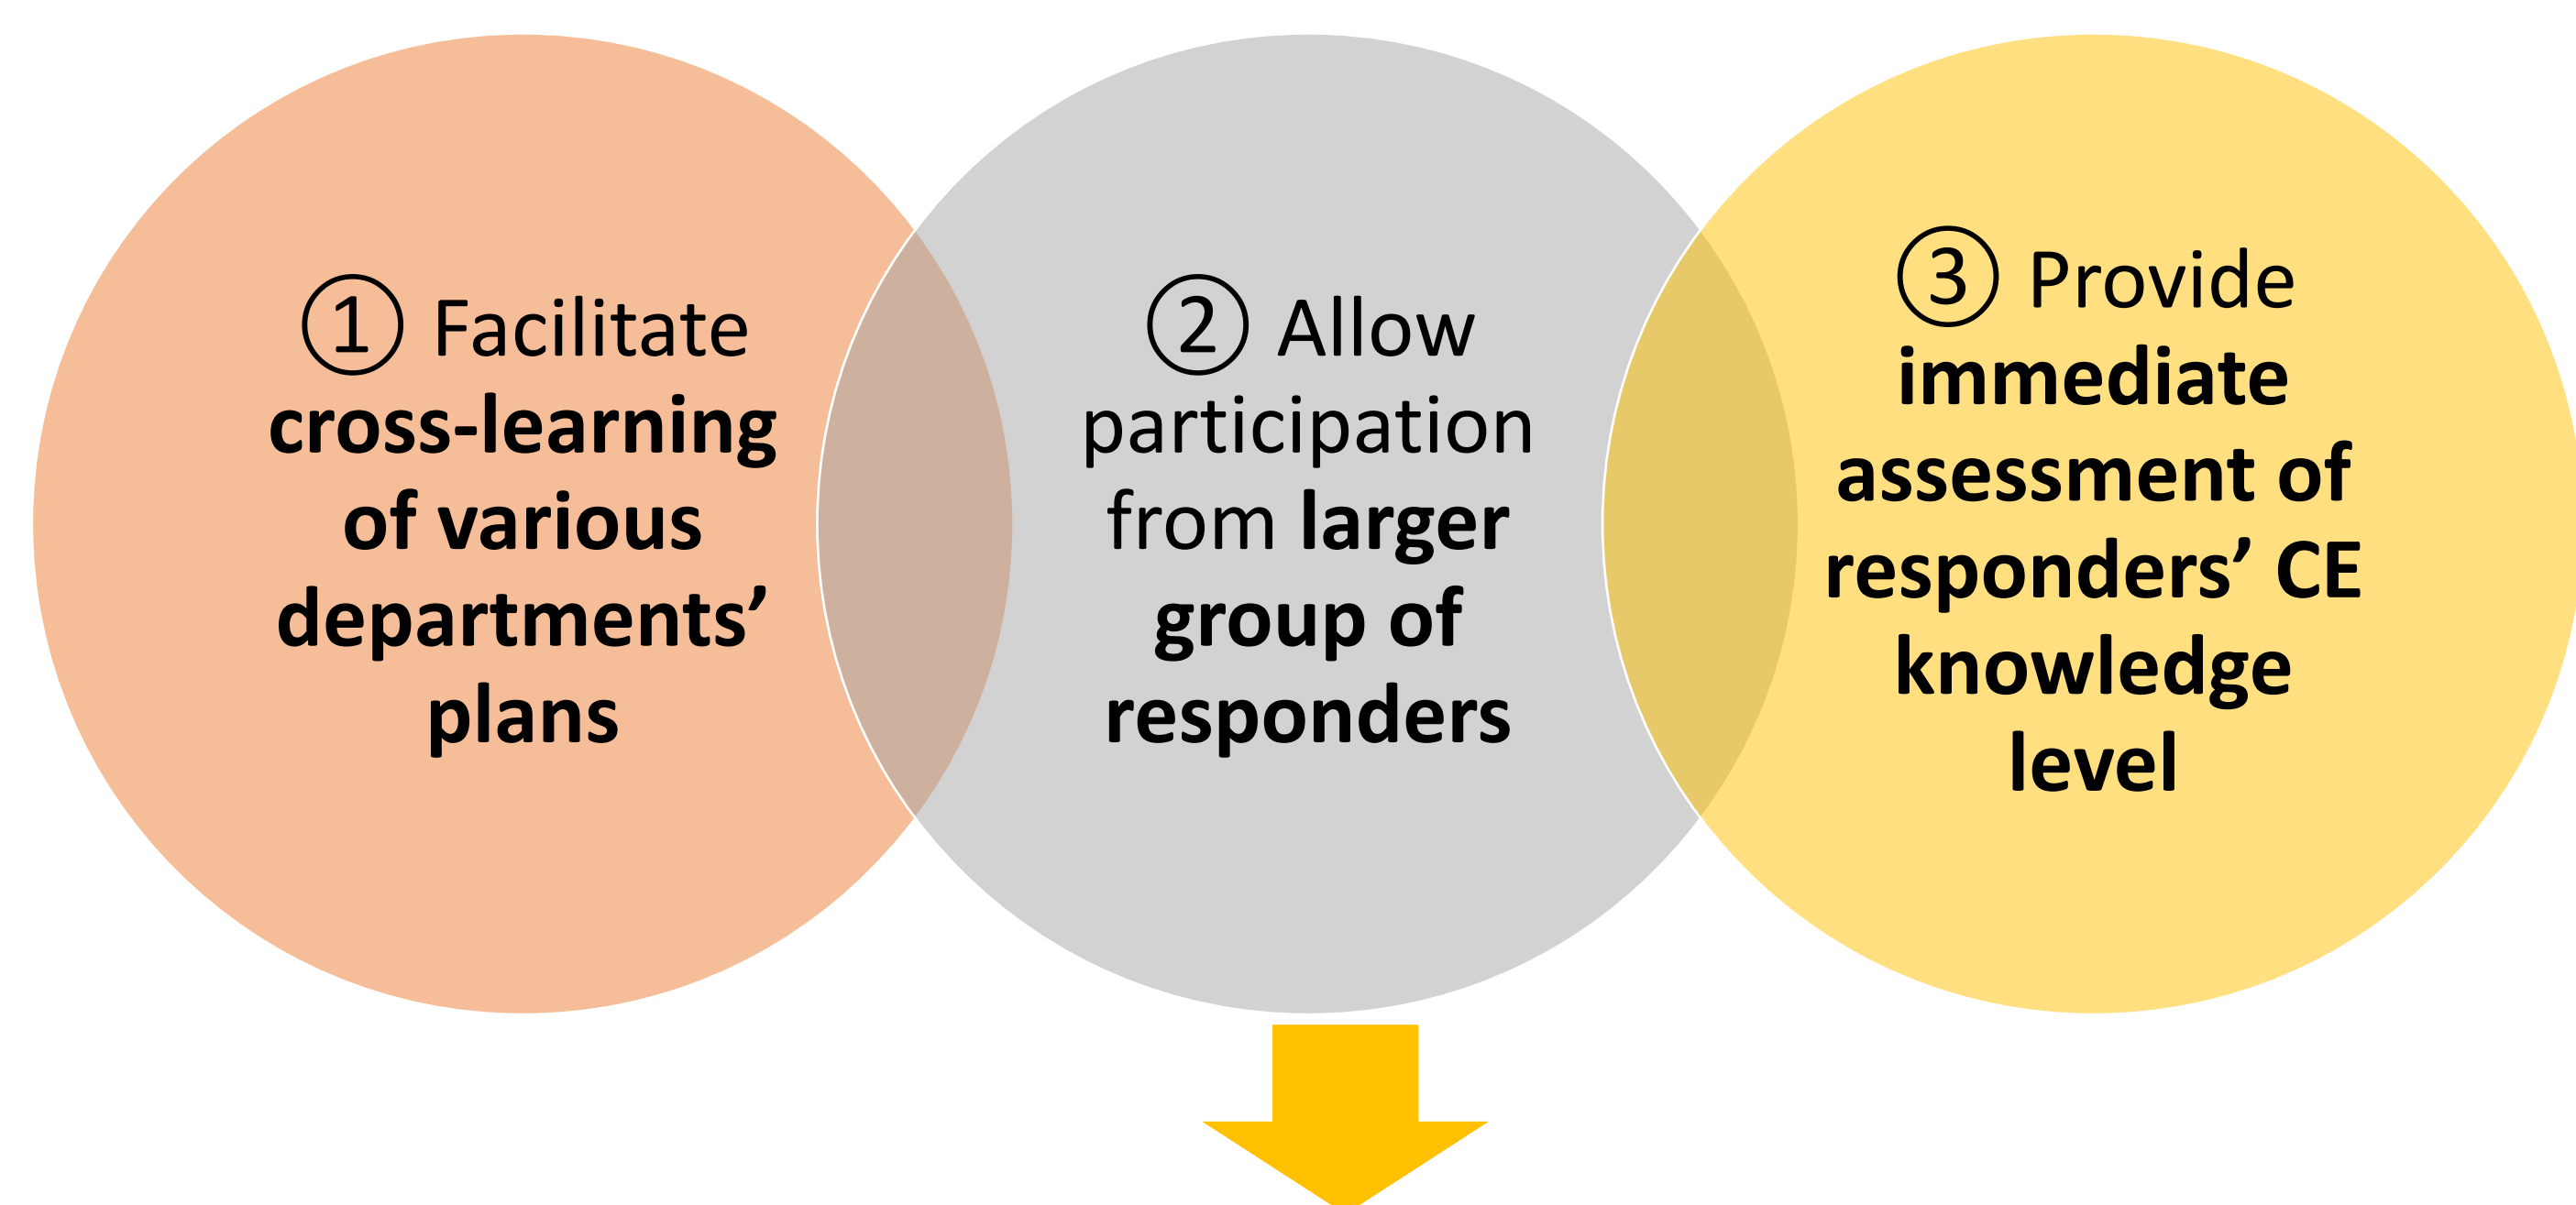 ① Facilitate
cross-learning
of various
departments’
plans
② Allow
participation
from larger
group of
responders
③ Provide
immediate
assessment of
responders’ CE
knowledge
level